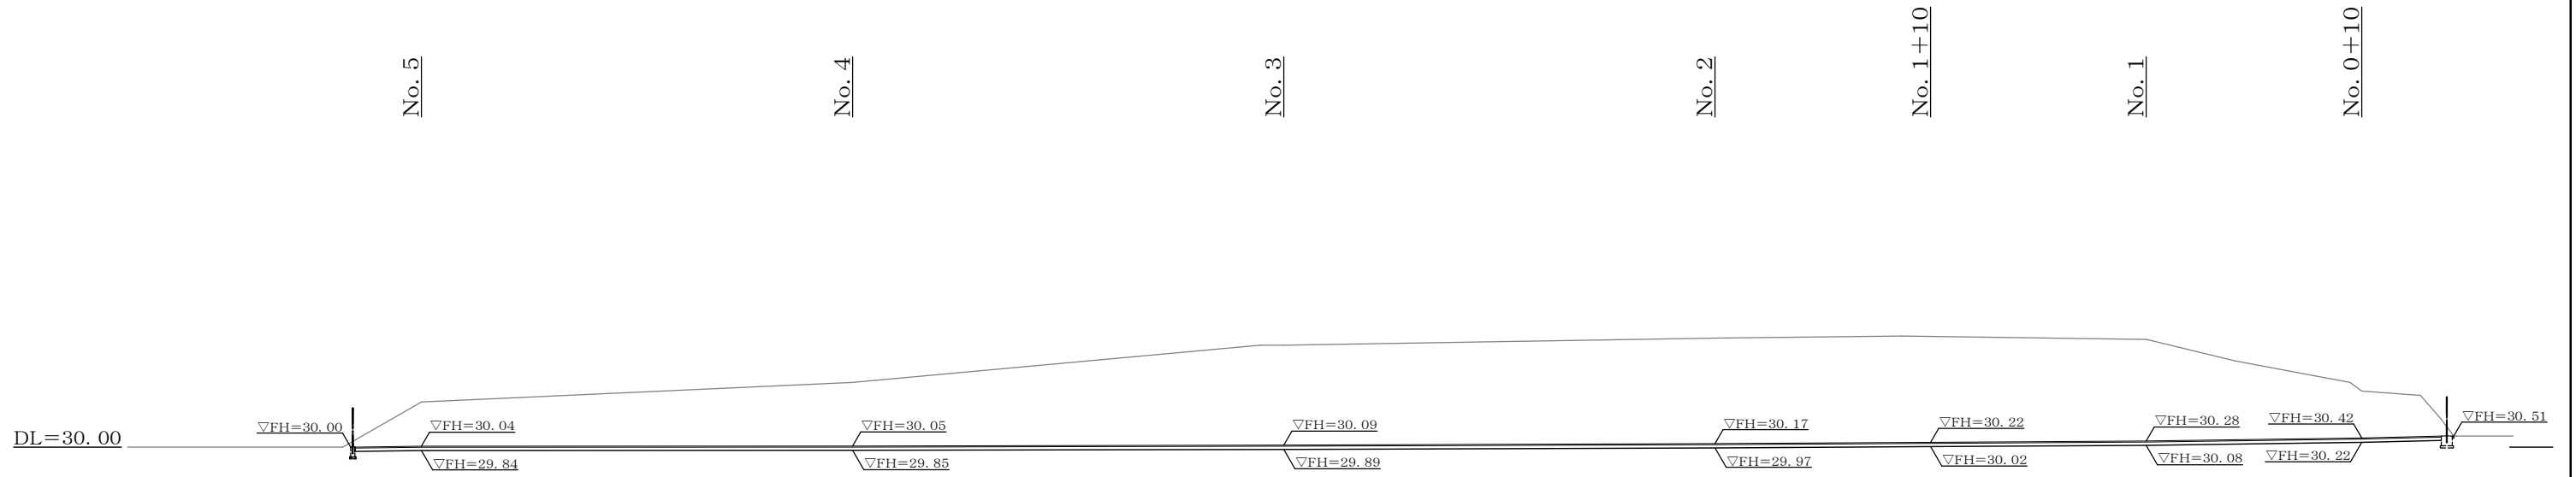 No. 5
No. 4
No. 3
No. 2
No. 1+10
No. 1
No. 0+10
DL=30. 00
▽FH=30. 00
▽FH=30. 04
▽FH=30. 05
▽FH=30. 09
▽FH=30. 17
▽FH=30. 22
▽FH=30. 28
▽FH=30. 42
▽FH=30. 51
▽FH=29. 84
▽FH=29. 85
▽FH=29. 89
▽FH=29. 97
▽FH=30. 02
▽FH=30. 08
▽FH=30. 22